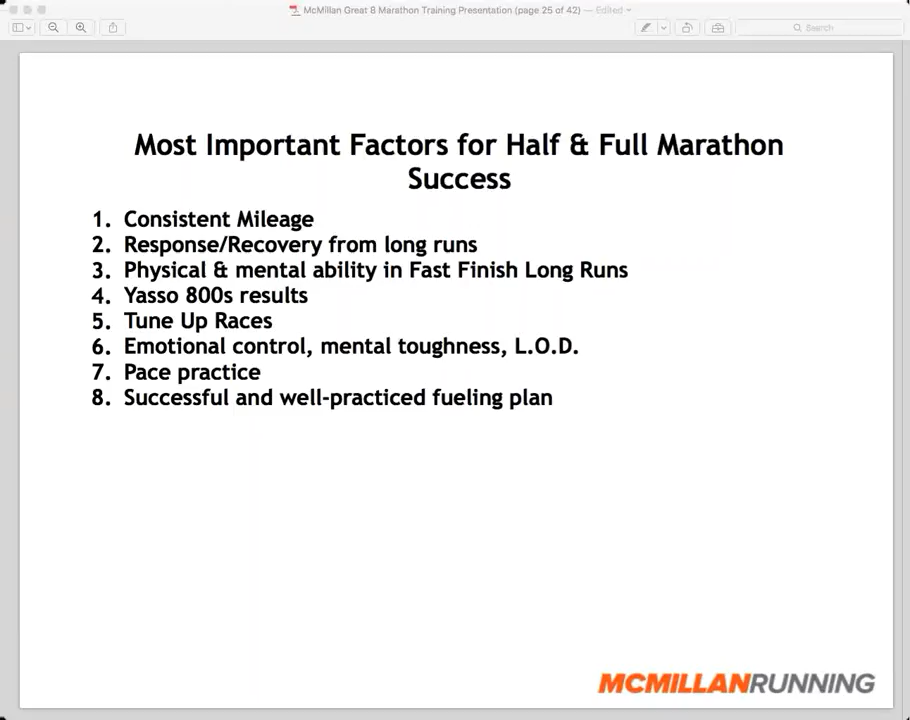 McMillan Great 8 Marathon Training Presentation (page 25 of 42) — Edited
Search
Most Important Factors for Half & Full Marathon
Success
1. Consistent Mileage
2. Response/Recovery from long runs
3. Physical & mental ability in Fast Finish Long Runs
4. Yasso 800s results
5. Tune Up Races
6. Emotional control, mental toughness, L.O.D.
7. Pace practice
8. Successful and well-practiced fueling plan
MCMILLANRUNNING